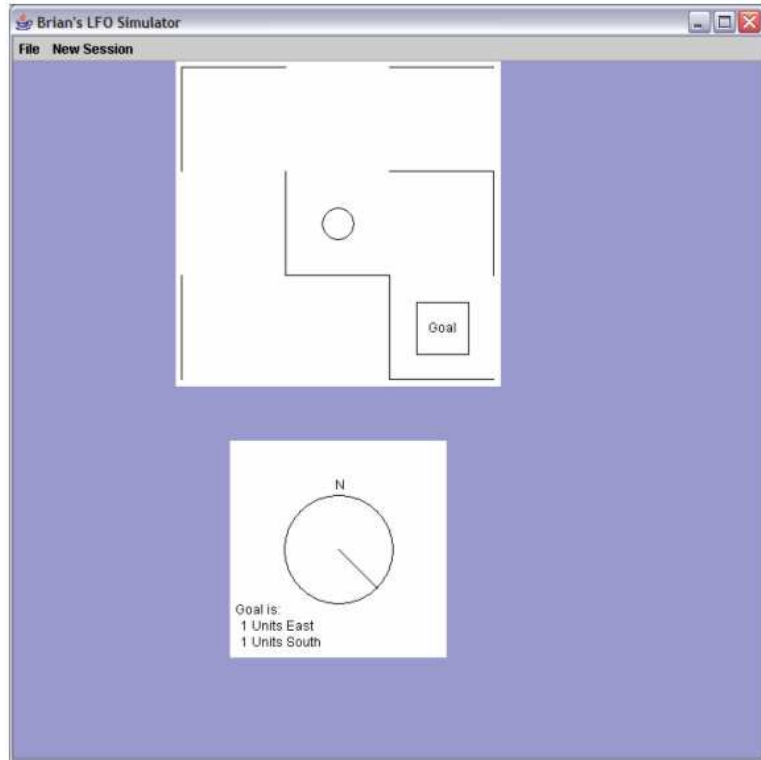 Brian's LFO Simulator
File New Session
Goal
N
Goal is:
1 Units East
1 Units South